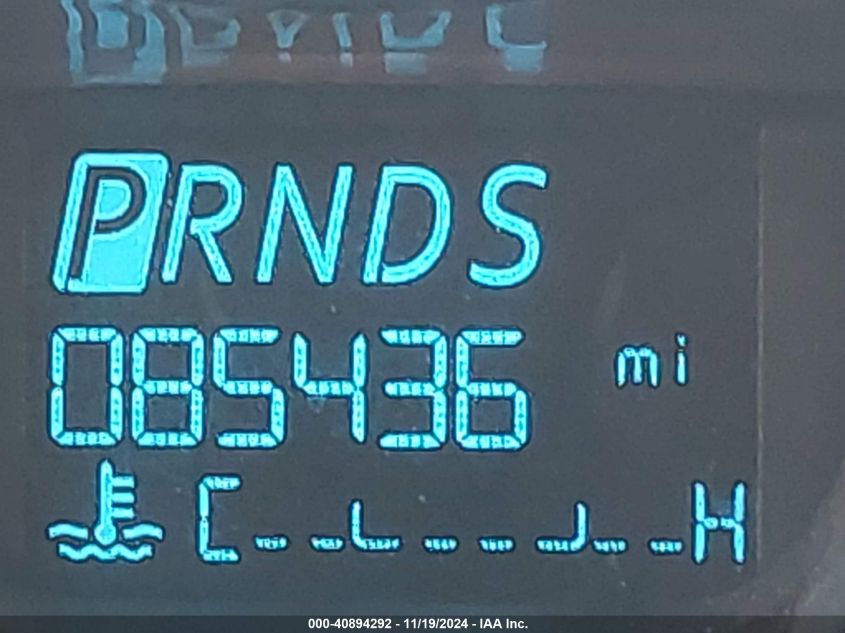 PRNDS
085436 mi
C H
000-40894292 - 11/19/2024 - IAA Inc.